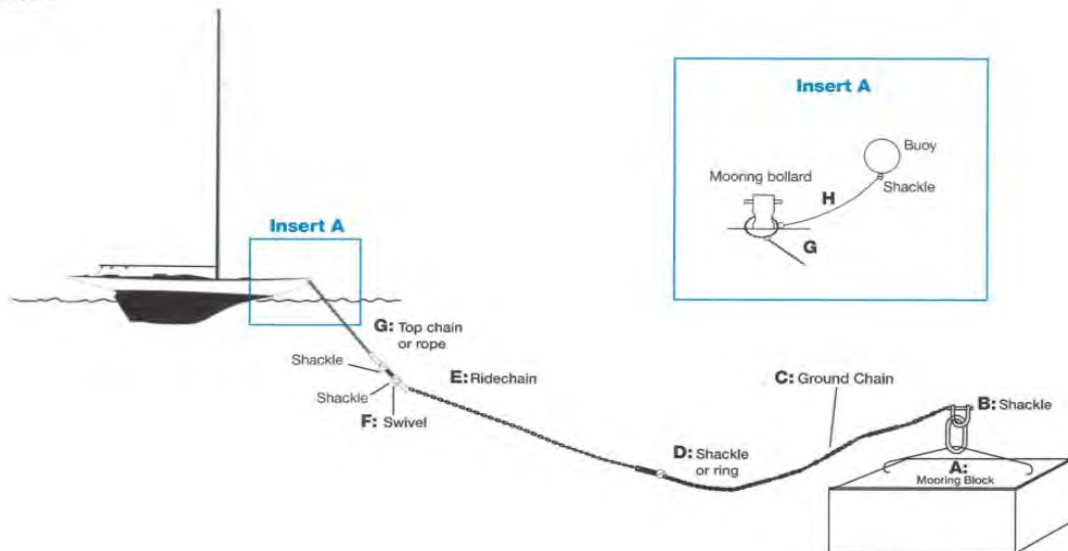 Insert A
Buoy
Mooring bollard
Shackle
H
G
Insert A
G: Top chain
or rope
Shackle
E: Ridechain
C: Ground Chain
Shackle
B: Shackle
F: Swivel
D: Shackle
or ring
A:
Mooring Block